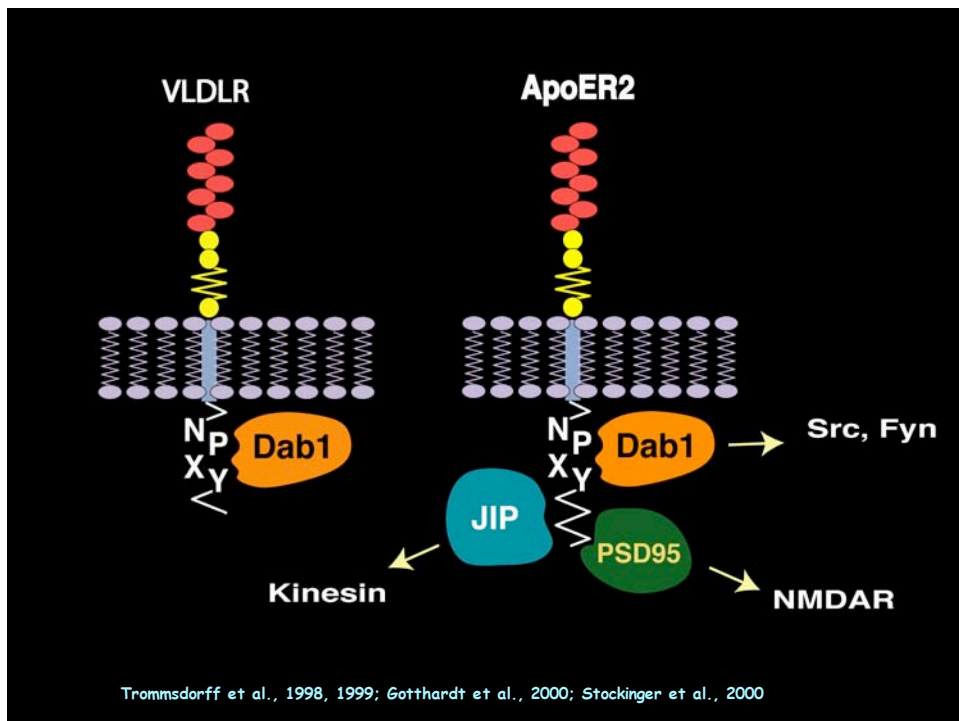 VLDLR
ApoER2
N
P
X
Y
Dab1
N
P
X
Y
Dab1
Src, Fyn
JIP
PSD95
Kinesin
NMDAR
Trommsdorff et al., 1998, 1999; Gotthardt et al., 2000; Stockinger et al., 2000